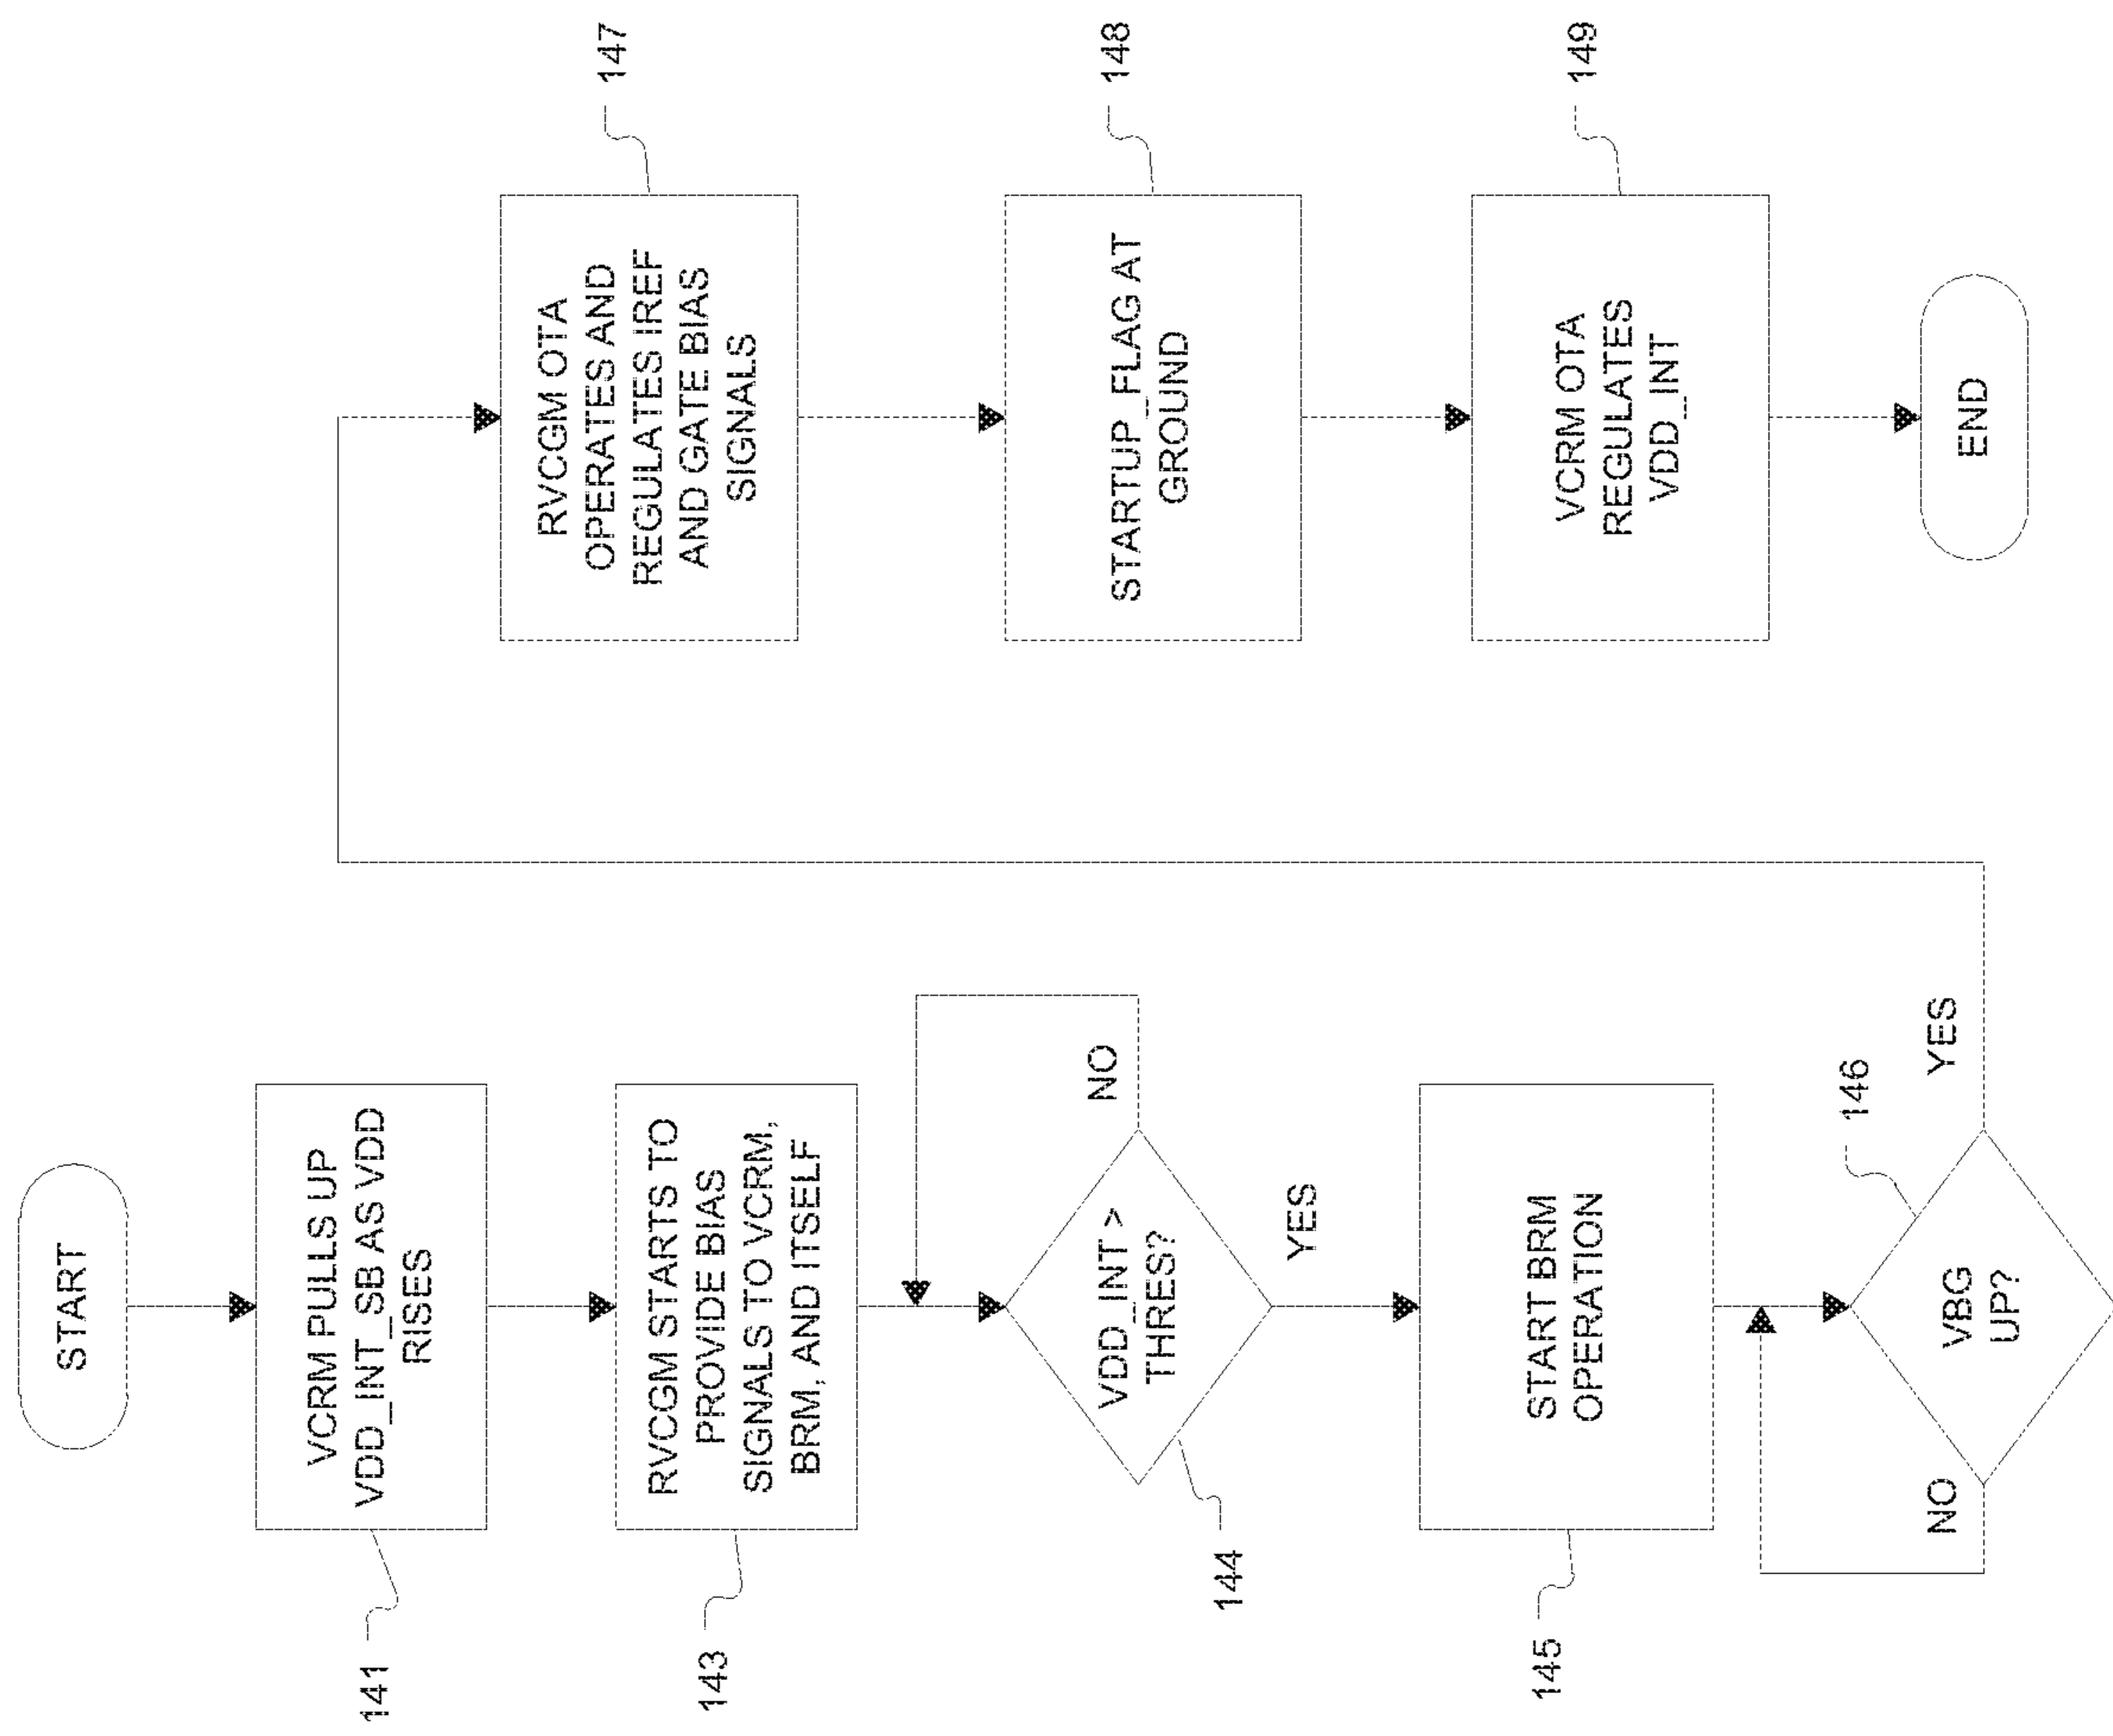 START
VCRM PULLS UP
VDD_INT_SB AS VDD
RISES
141
RVCGM STARTS TO
PROVIDE BIAS
SIGNALS TO VCRM,
BRM, AND ITSELF
143
VDD_INT >
THRES?
144
NO
YES
START BRM
OPERATION
145
VBG
UP?
146
NO
YES
RVCGM OTA
OPERATES AND
REGULATES IREF
AND GATE BIAS
SIGNALS
147
STARTUP_FLAG AT
GROUND
148
VCRM OTA
REGULATES
VDD_INT
149
END